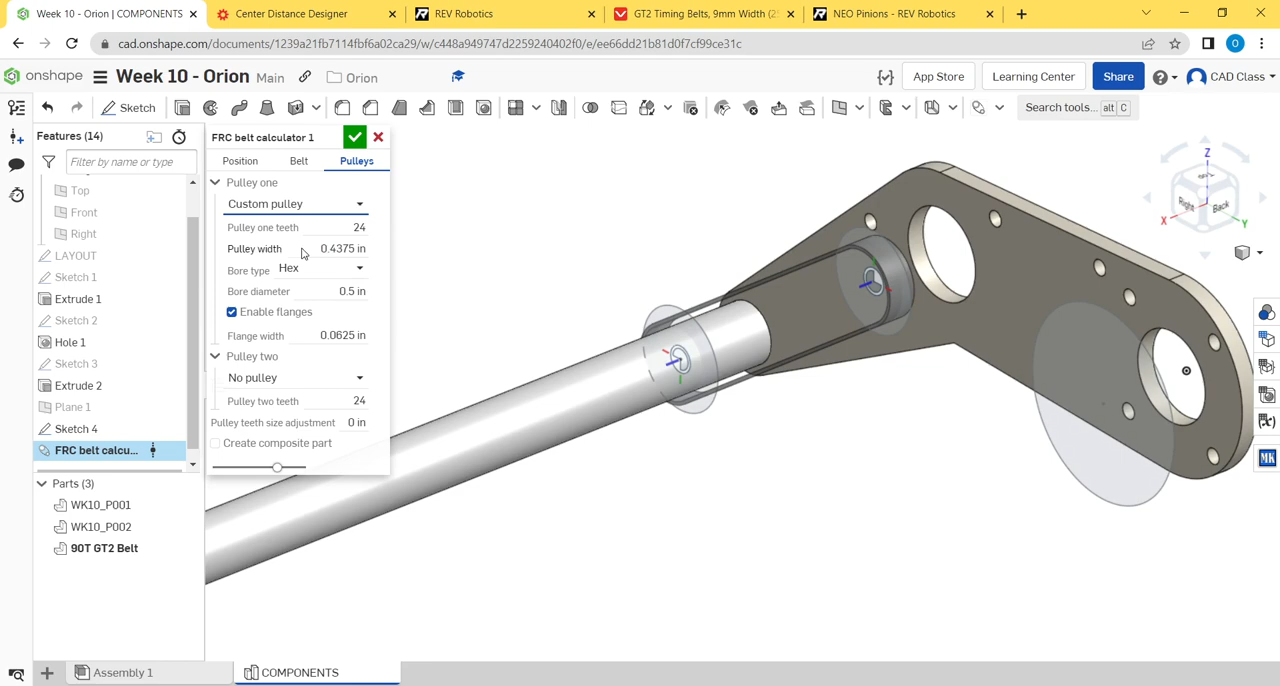 Week 10 - Orion | COMPONENTS
Center Distance Designer
REV Robotics
GT2 Timing Belts, 9mm Width (2
NEO Pinions - REV Robotics
cad.onshape.com/documents/1239a21fb7114fbf6a02ca29/w/c448a949747d2259240402f0/e/ee66dd21b81d0f7cf99ce31c
O
onshape
Week 10 - Orion
Main
Orion
App Store
Learning Center
Share
CAD Class
Sketch
Search tools... alt C
Features (14)
Filter by name or type
Top
Front
Right
LAYOUT
Sketch 1
Extrude 1
Sketch 2
Hole 1
Sketch 3
Extrude 2
Plane 1
Sketch 4
FRC belt calcu...
Parts (3)
WK10_P001
WK10_P002
90T GT2 Belt
FRC belt calculator 1
Position
Belt
Pulleys
Pulley one
Custom pulley
Pulley one teeth 24
Pulley width 0.4375 in
Bore type Hex
Bore diameter 0.5 in
Enable flanges
Flange width 0.0625 in
Pulley two
No pulley
Pulley two teeth 24
Pulley teeth size adjustment 0 in
Create composite part
Z
Right
Back
X
Y
MK
Assembly 1
COMPONENTS